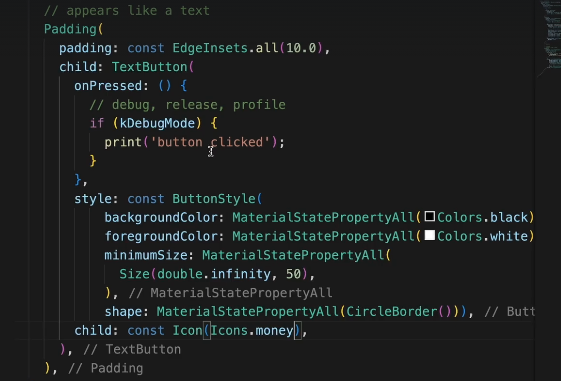 // appears like a text
Padding(
padding: const EdgeInsets.all(10.0),
child: TextButton(
onPressed: () {
// debug, release, profile
if (kDebugMode) {
print('button clicked');
}
},
style: const ButtonStyle(
backgroundColor: MaterialStatePropertyAll(Colors.black)
foregroundColor: MaterialStatePropertyAll(Colors.white)
minimumSize: MaterialStatePropertyAll(
Size(double.infinity, 50),
), // MaterialStatePropertyAll
shape: MaterialStatePropertyAll(CircleBorder())), // Butt
child: const Icon(Icons.money),
), // TextButton
), // Padding